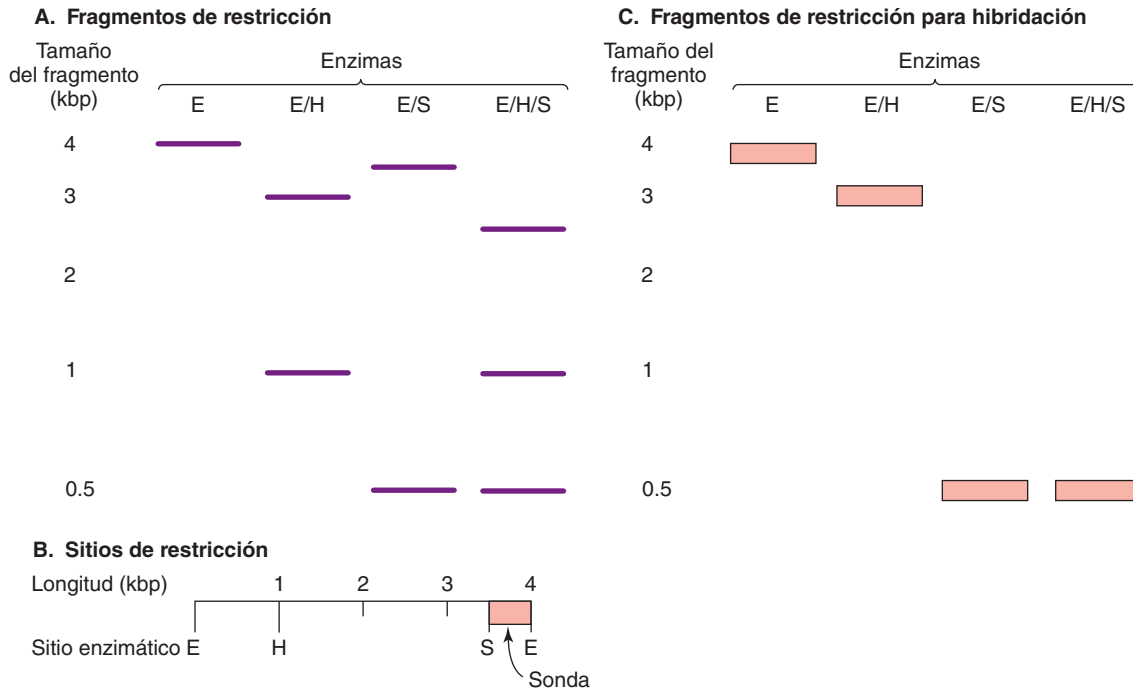 A. Fragmentos de restricción
Tamaño
del fragmento
(kbp)
Enzimas
E E/H E/S E/H/S
4
3
2
1
0.5
B. Sitios de restricción
Longitud (kbp) 1 2 3 4
Sitio enzimático E H S E
Sonda
C. Fragmentos de restricción para hibridación
Tamaño del
fragmento
(kbp)
Enzimas
E E/H E/S E/H/S
4
3
2
1
0.5